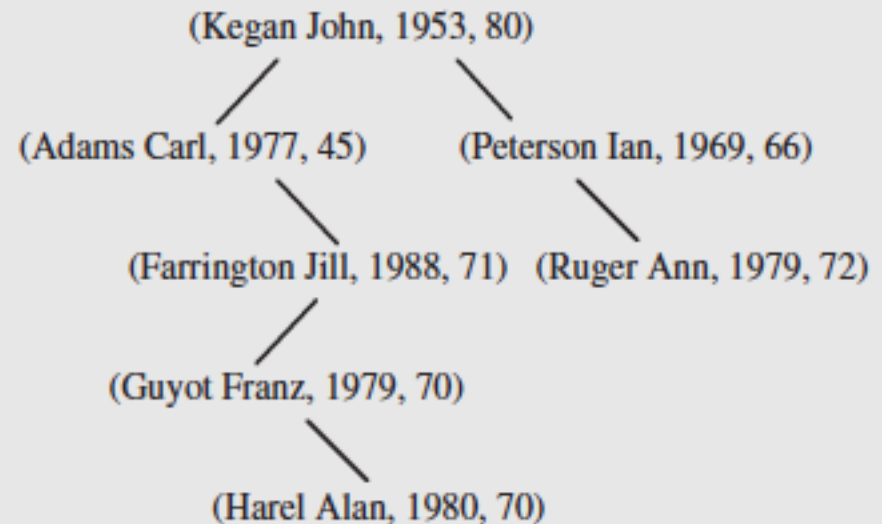 (Kegan John, 1953, 80)
(Adams Carl, 1977, 45) (Peterson Ian, 1969, 66)
(Farrington Jill, 1988, 71) (Ruger Ann, 1979, 72)
(Guyot Franz, 1979, 70)
(Harel Alan, 1980, 70)